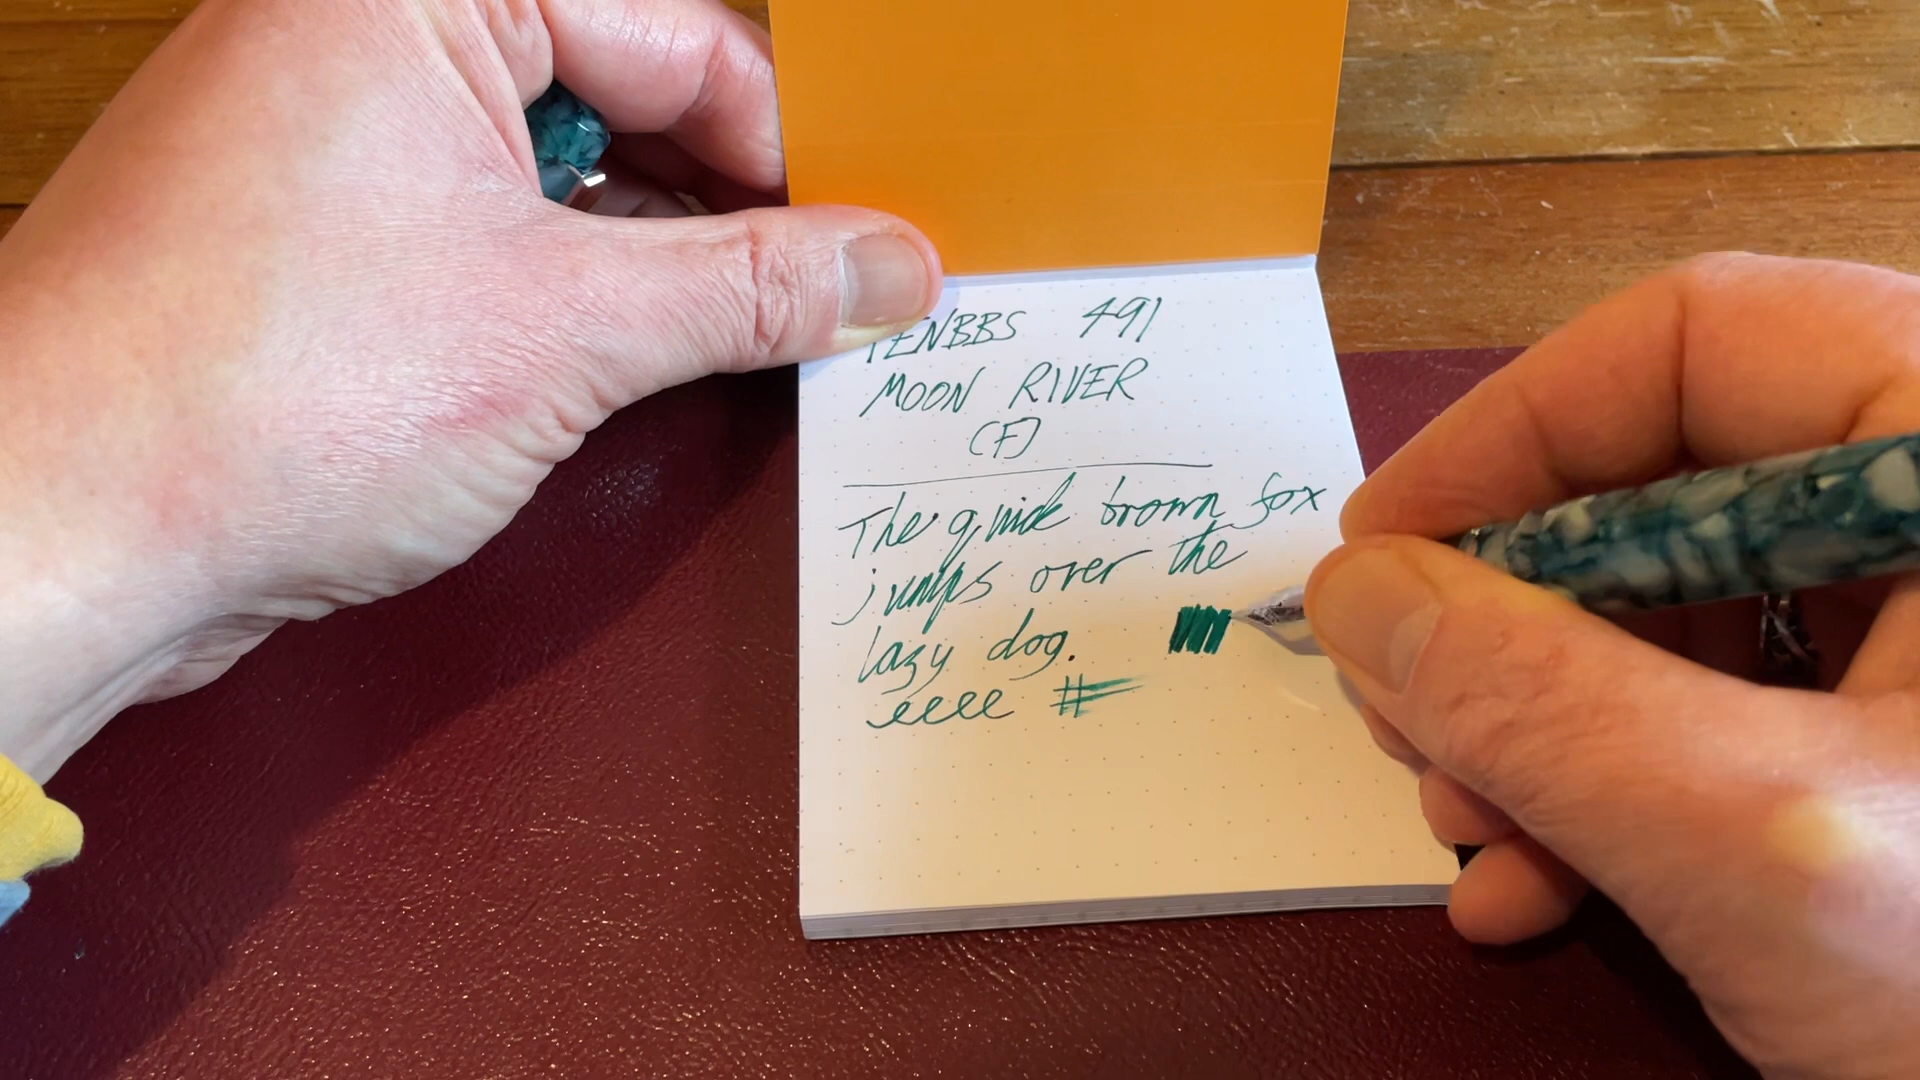 PENBBS 491
MOON RIVER
(F)
The quick brown fox
jumps over the
lazy dog.
eeee #